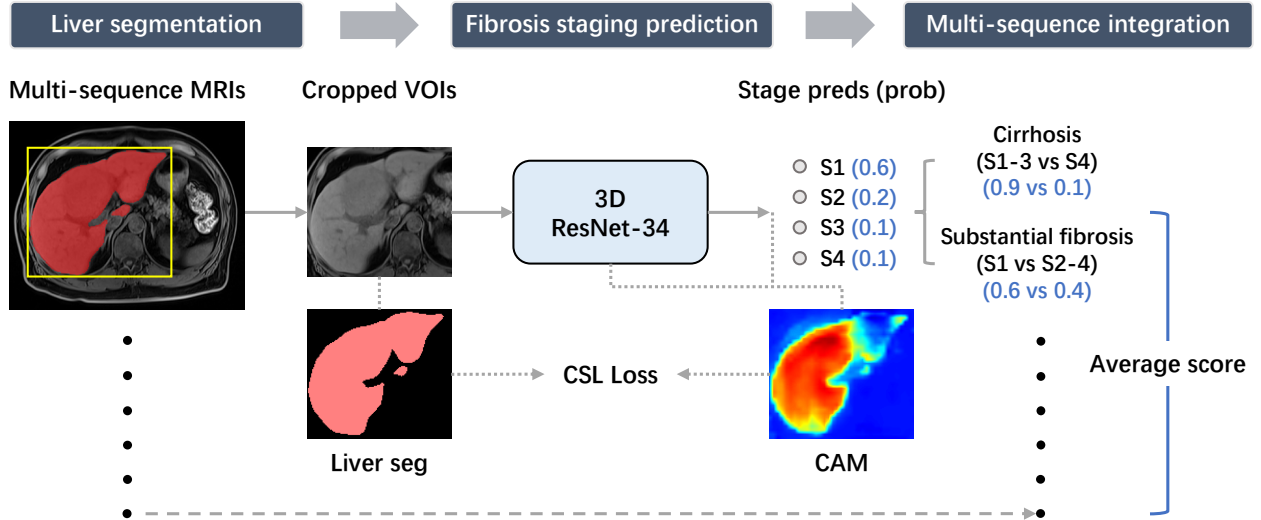 Liver segmentation
Fibrosis staging prediction
Multi-sequence integration
Multi-sequence MRIs
Cropped VOIs
Stage preds (prob)
3D
ResNet-34
S1 (0.6)
S2 (0.2)
S3 (0.1)
S4 (0.1)
Cirrhosis
(S1-3 vs S4)
(0.9 vs 0.1)
Substantial fibrosis
(S1 vs S2-4)
(0.6 vs 0.4)
CSL Loss
Average score
Liver seg
CAM